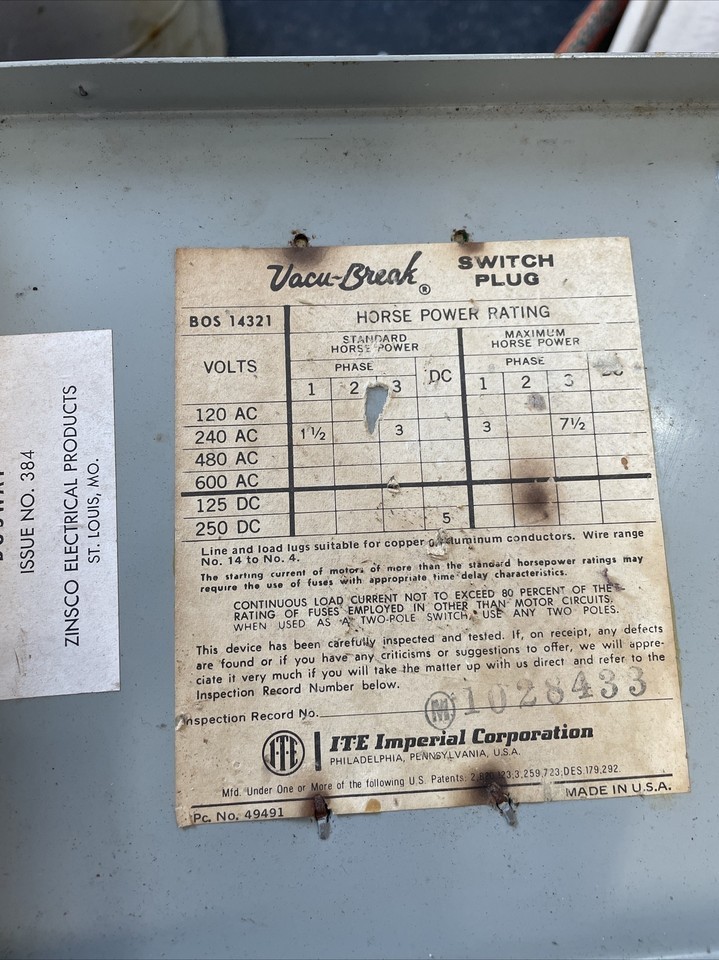 Vacu-Break® SWITCH PLUG
BOS 14321
HORSE POWER RATING
VOLTS
STANDARD HORSE POWER
MAXIMUM HORSE POWER
PHASE DC PHASE
1 2 3 1 2 3
120 AC
240 AC 1½ 3 3 7½
480 AC
600 AC
125 DC
250 DC 5
Line and load lugs suitable for copper or aluminum conductors. Wire range
No. 14 to No. 4.
The starting current of motors of more than the standard horsepower ratings may
require the use of fuses with appropriate time delay characteristics.
CONTINUOUS LOAD CURRENT NOT TO EXCEED 80 PERCENT OF THE
RATING OF FUSES EMPLOYED IN OTHER THAN MOTOR CIRCUITS.
WHEN USED AS A TWO-POLE SWITCH, USE ANY TWO POLES.
This device has been carefully inspected and tested. If, on receipt, any defects
are found or if you have any criticisms or suggestions to offer, we will appre-
ciate it very much if you will take the matter up with us direct and refer to the
Inspection Record Number below.
Inspection Record No. M 1028433
ITE ITE Imperial Corporation
PHILADELPHIA, PENNSYLVANIA, U.S.A.
Mfd. Under One or More of the following U.S. Patents: 3,259,723; DES 179,292.
Pc. No. 49491
MADE IN U.S.A.
ISSUE NO. 384
ZINSCO ELECTRICAL PRODUCTS
ST. LOUIS, MO.